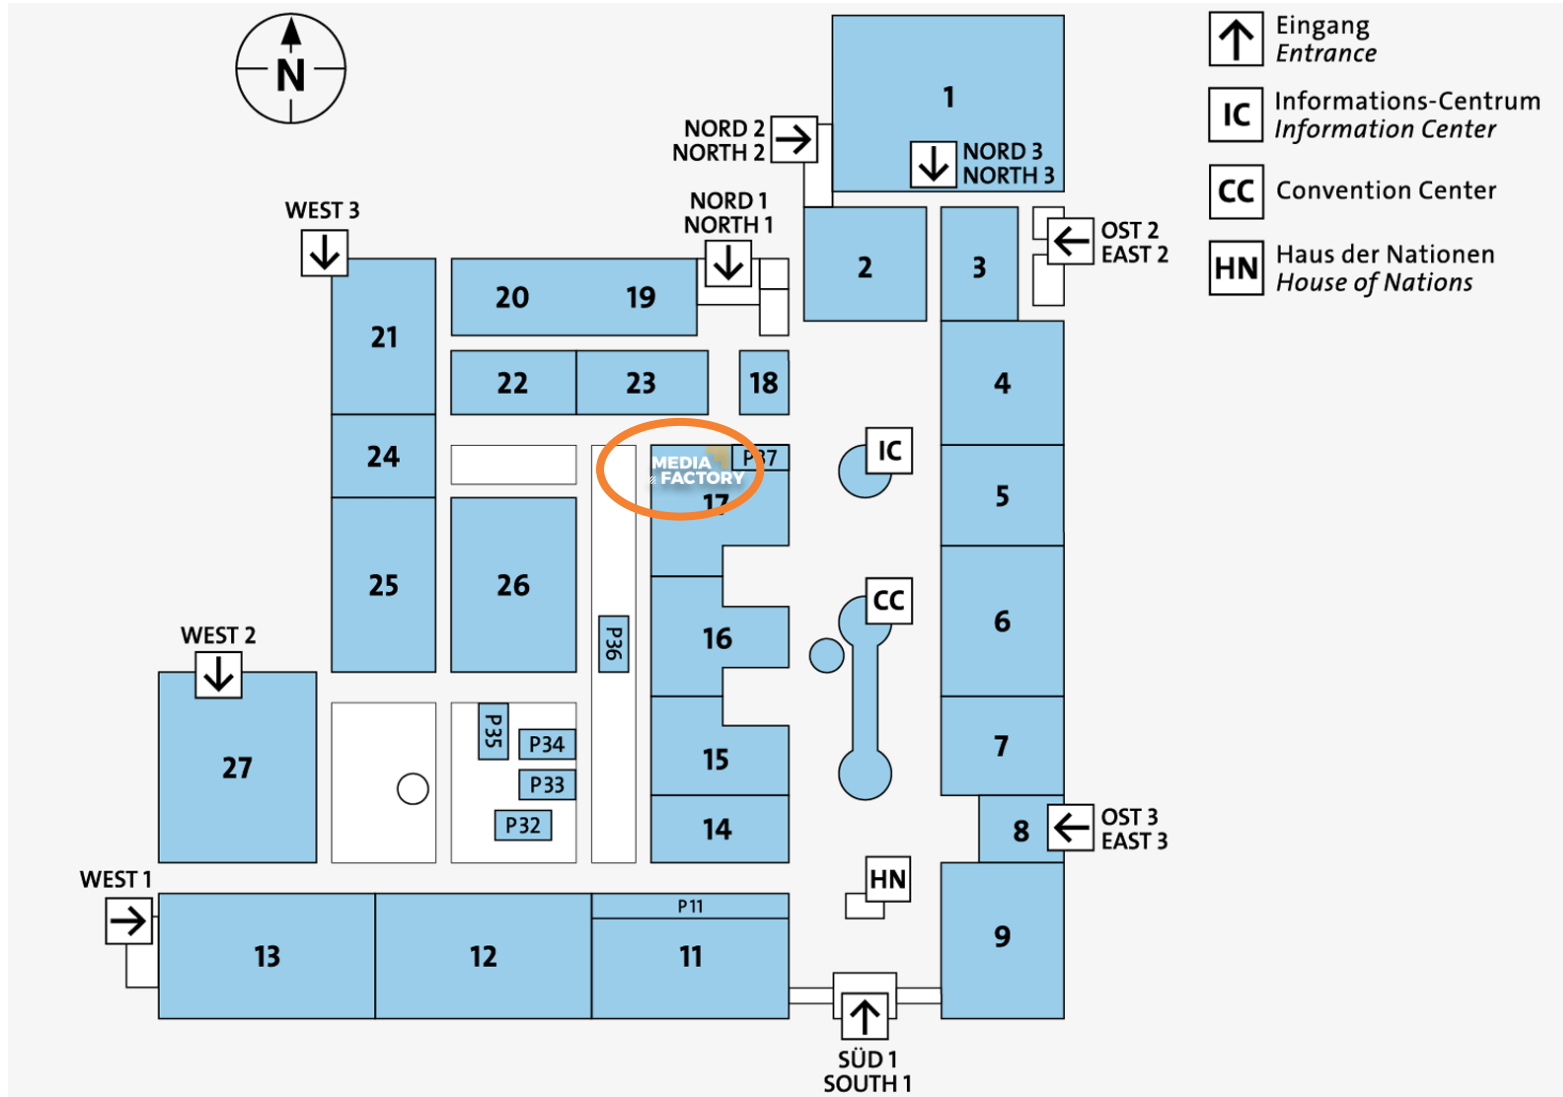 N
Eingang
Entrance
IC
Informations-Centrum
Information Center
CC
Convention Center
HN
Haus der Nationen
House of Nations
1
NORD 2
NORTH 2
NORD 3
NORTH 3
WEST 3
NORD 1
NORTH 1
OST 2
EAST 2
2
3
20
19
21
22
23
18
4
24
MEDIA
FACTORY
P37
17
IC
5
25
26
CC
6
16
P36
WEST 2
27
P35
P34
P33
P32
15
7
14
8
OST 3
EAST 3
WEST 1
HN
P11
13
12
11
9
SÜD 1
SOUTH 1